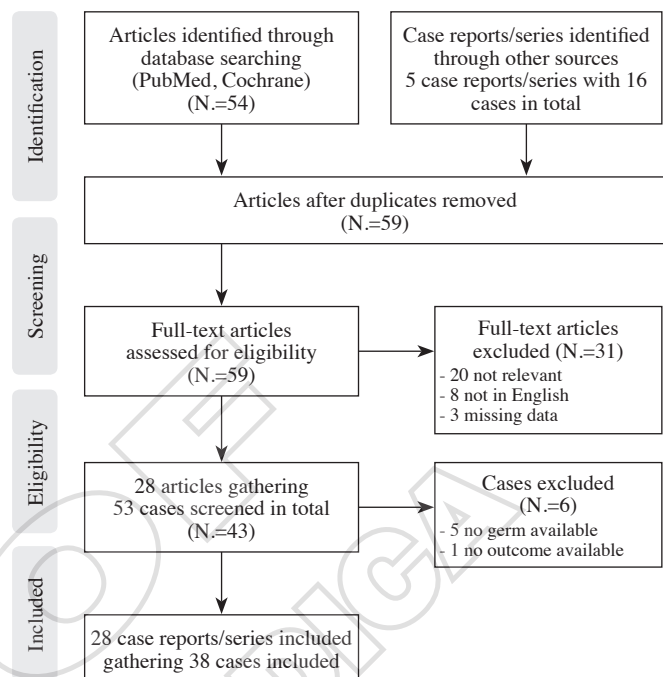 Identification
Articles identified through
database searching
(PubMed, Cochrane)
(N.=54)
Case reports/series identified
through other sources
5 case reports/series with 16
cases in total
Articles after duplicates removed
(N.=59)
Screening
Full-text articles
assessed for eligibility
(N.=59)
Full-text articles
excluded (N.=31)
- 20 not relevant
- 8 not in English
- 3 missing data
Eligibility
28 articles gathering
53 cases screened in total
(N.=43)
Cases excluded
(N.=6)
- 5 no germ available
- 1 no outcome available
Included
28 case reports/series included
gathering 38 cases included
OF
DICA